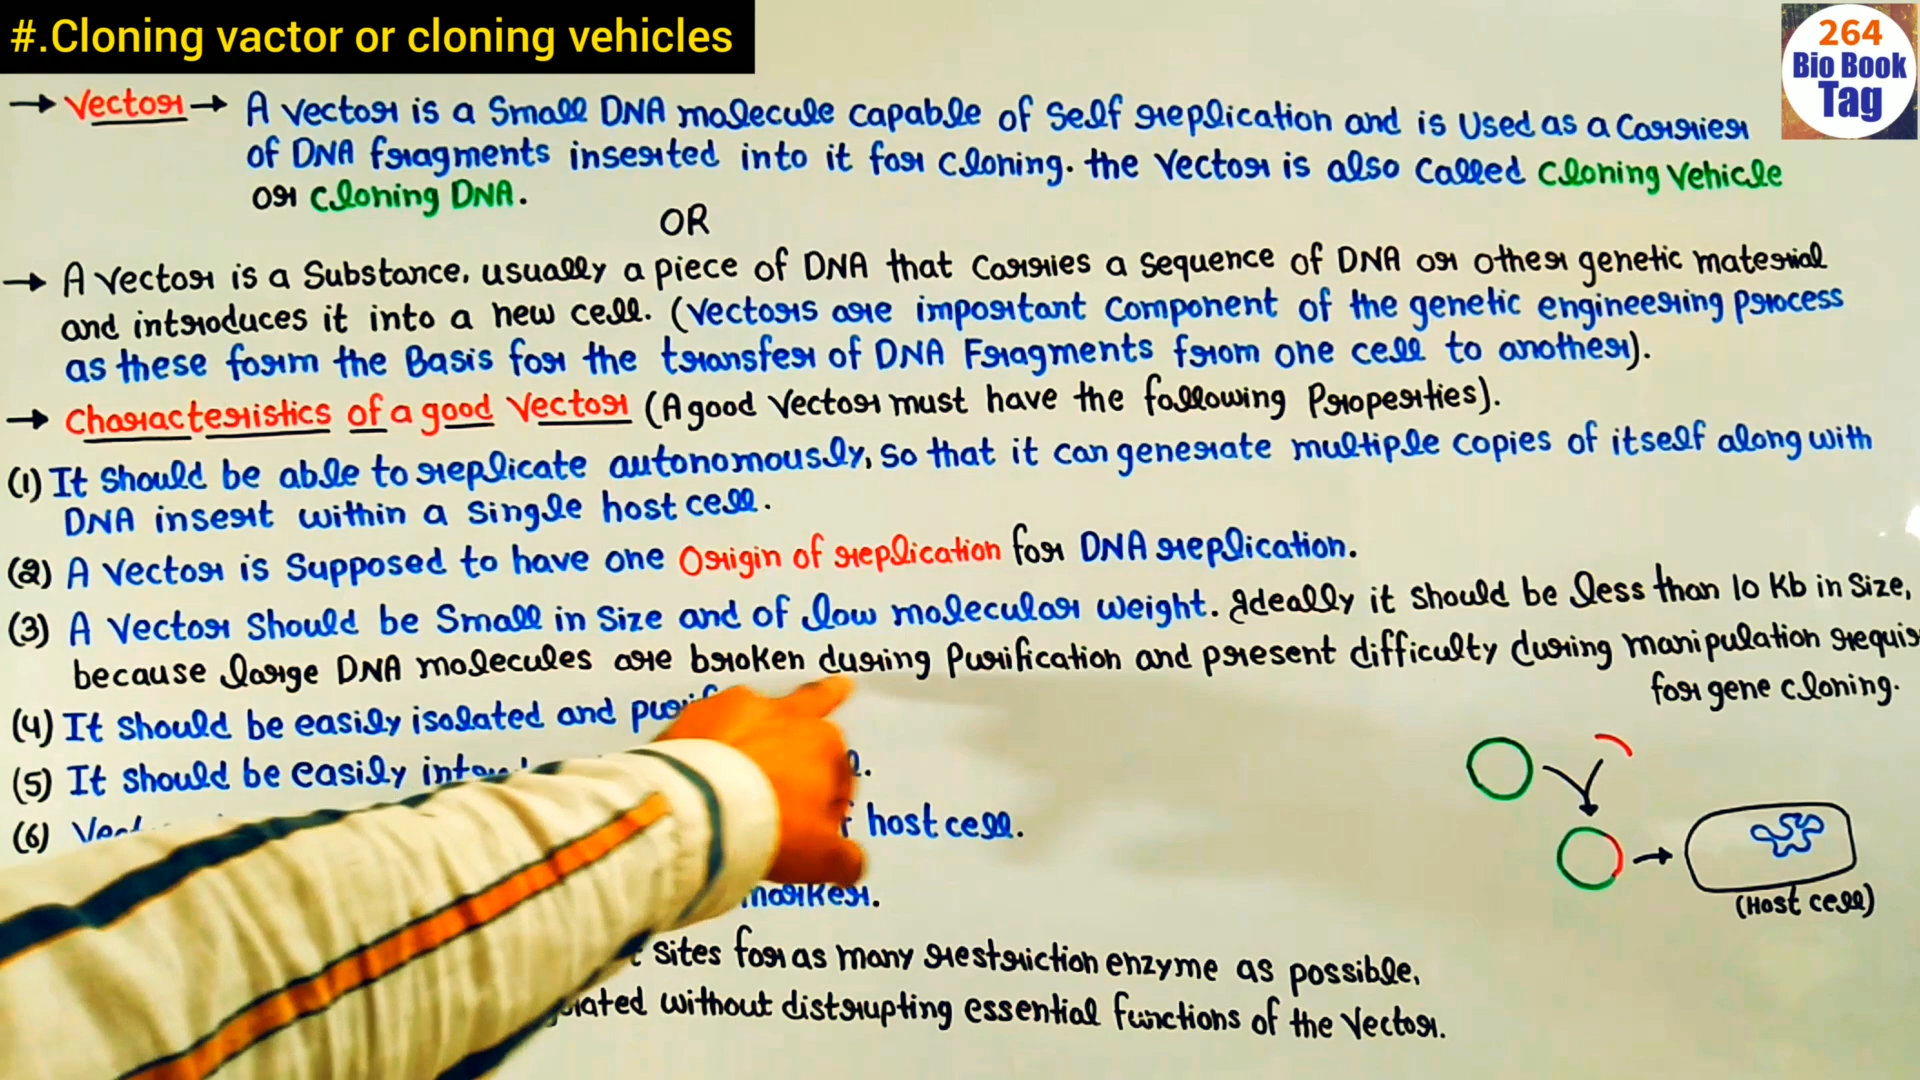 #.Cloning vactor or cloning vehicles
264
Bio Book
Tag
→ Vector → A vector is a small DNA molecule capable of self replication and is used as a carrier
of DNA fragments inserted into it for cloning. the vector is also called cloning vehicle
or cloning DNA.
OR
→ A vector is a substance, usually a piece of DNA that carries a sequence of DNA or other genetic material
and introduces it into a new cell. (vectors are important component of the genetic engineering process
as these form the Basis for the transfer of DNA Fragments from one cell to another).
→ Characteristics of a good vector (A good vector must have the following Properties).
(1) It should be able to replicate autonomously, so that it can generate multiple copies of itself along with
DNA insert within a single host cell.
(2) A vector is supposed to have one Origin of replication for DNA replication.
(3) A vector should be small in size and of low molecular weight. Ideally it should be less than 10 Kb in size,
because large DNA molecules are broken during Purification and present difficulty during manipulation
for gene cloning.
(4) It should be easily isolated and
(5) It should be easily
(6) host cell.
marker.
sites for as many restriction enzyme as possible,
without distrupting essential functions of the vector.
(Host cell)